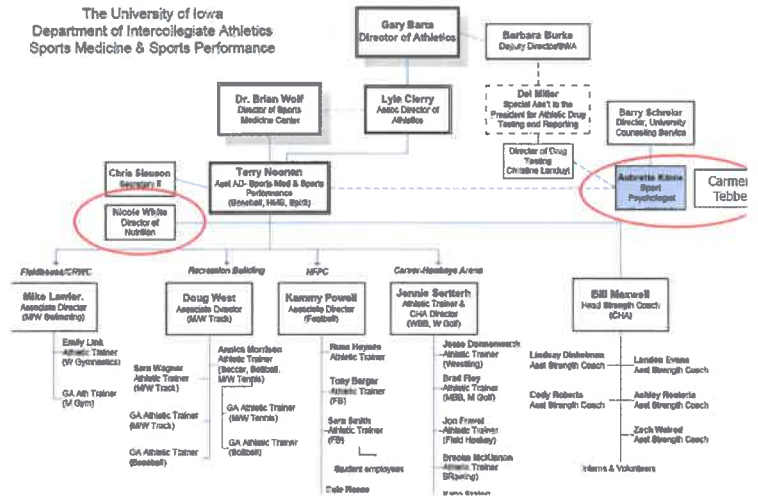 The University of Iowa
Department of Intercollegiate Athletics
Sports Medicine & Sports Performance
Gary Barta
Director of Athletics
Barbara Burke
Deputy Director/SWA
Dr. Brian Wolf
Director of Sports
Medicine Center
Lyla Clerry
Assoc Director of
Athletics
Del Miller
Special Ass't to the
President for Athletic Drug
Testing and Reporting
Barry Schreier
Director, University
Counseling Service
Director of Drug
Testing
Christine
Chris Slauson
Secretary II
Terry Noonan
Asst AD- Sports Med & Sports
Performance
(Baseball, HMB, Spirit)
Sport
Psychologist
Carmen
Tebbe
Nicole White
Director of
Nutrition
Fieldhouse/CRWC
Recreation Building
HFPC
Carver-Hawkeye Arena
Mike Lawler,
Associate Director
(M/W Swimming)
Doug West
Associate Director
(M/W Track)
Kammy Powell
Associate Director
(Football)
Jennie
Athletic Trainer &
CHA Director
(WBB, W Golf)
Bill Maxwell
Head Strength Coach
(CHA)
Emily Link
Athletic Trainer
(W Gymnastics)
GA Ath Trainer
(M Gym)
Sara Wagner
Athletic Trainer
(M/W Track)
GA Athletic Trainer
(M/W Track)
GA Athletic Trainer
(Baseball)
Morrison
Athletic Trainer
(Soccer, Softball,
M/W Tennis)
GA Athletic Trainer
(M/W Tennis)
GA Athletic Trainer
(Softball)
Russ Haynes
Athletic Trainer
Tony Barger
Athletic Trainer
(FB)
Sara Smith
Athletic Trainer
(FB)
Student employees
Cole Reese
Jesse Donnenwerth
Athletic Trainer
(Wrestling)
Brad Floy
Athletic Trainer
(MBB, M Golf)
Jon Fravel
Athletic Trainer
(Field Hockey)
Brooke
Athletic Trainer
Rowing)
Lindsay Dinkelman
Asst Strength Coach
Landon Evans
Asst Strength Coach
Cody Roberts
Asst Strength Coach
Ashley
Asst Strength Coach
Zach Walrod
Asst Strength Coach
Interns & Volunteers